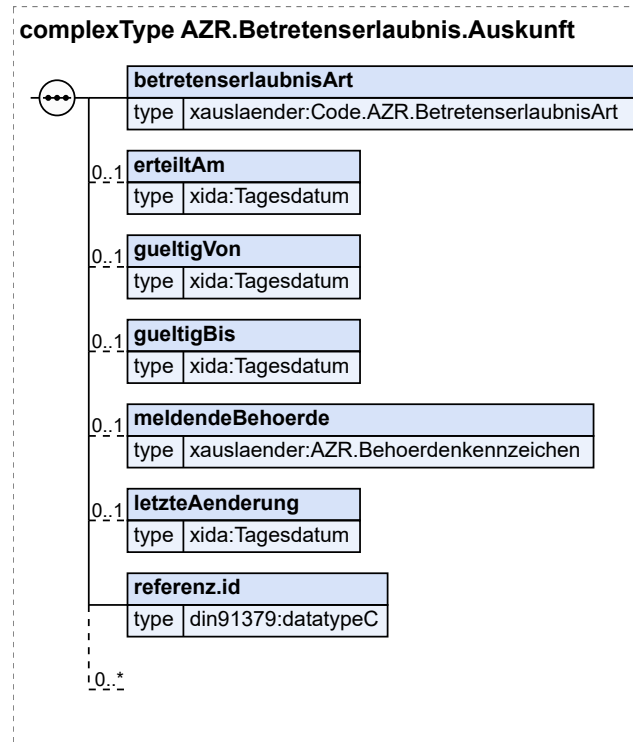 complexType AZR.Betretenserlaubnis.Auskunft
betretenserlaubnisArt
type xauslaender:Code.AZR.BetretenserlaubnisArt
0..1 erteiltAm
type xida:Tagesdatum
0..1 gueltigVon
type xida:Tagesdatum
0..1 gueltigBis
type xida:Tagesdatum
0..1 meldendeBehoerde
type xauslaender:AZR.Behoerdenkennzeichen
0..1 letzteAenderung
type xida:Tagesdatum
referenz.id
type din91379:datatypeC
0..*